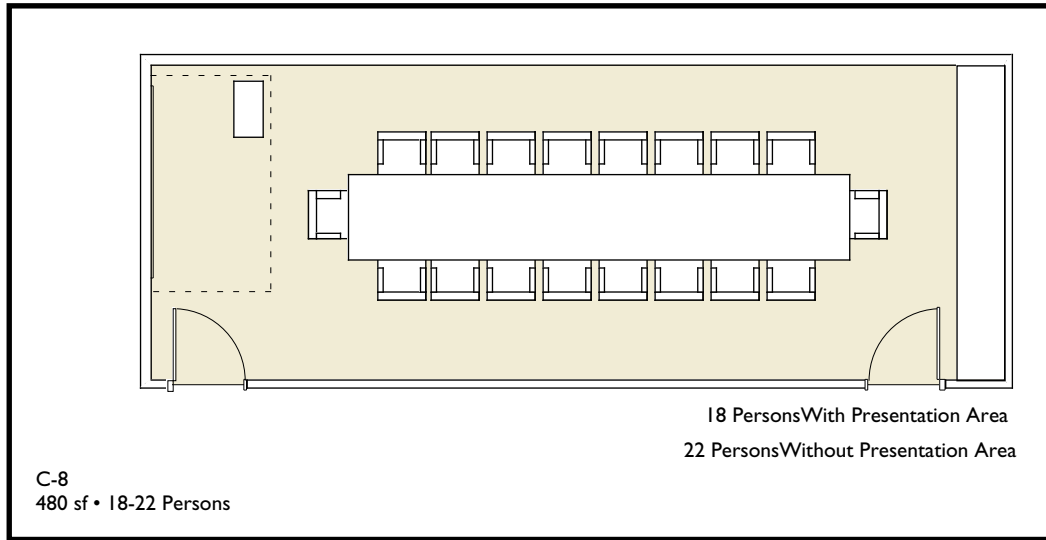 18 PersonsWith Presentation Area
22 PersonsWithout Presentation Area
C-8
480 sf • 18-22 Persons